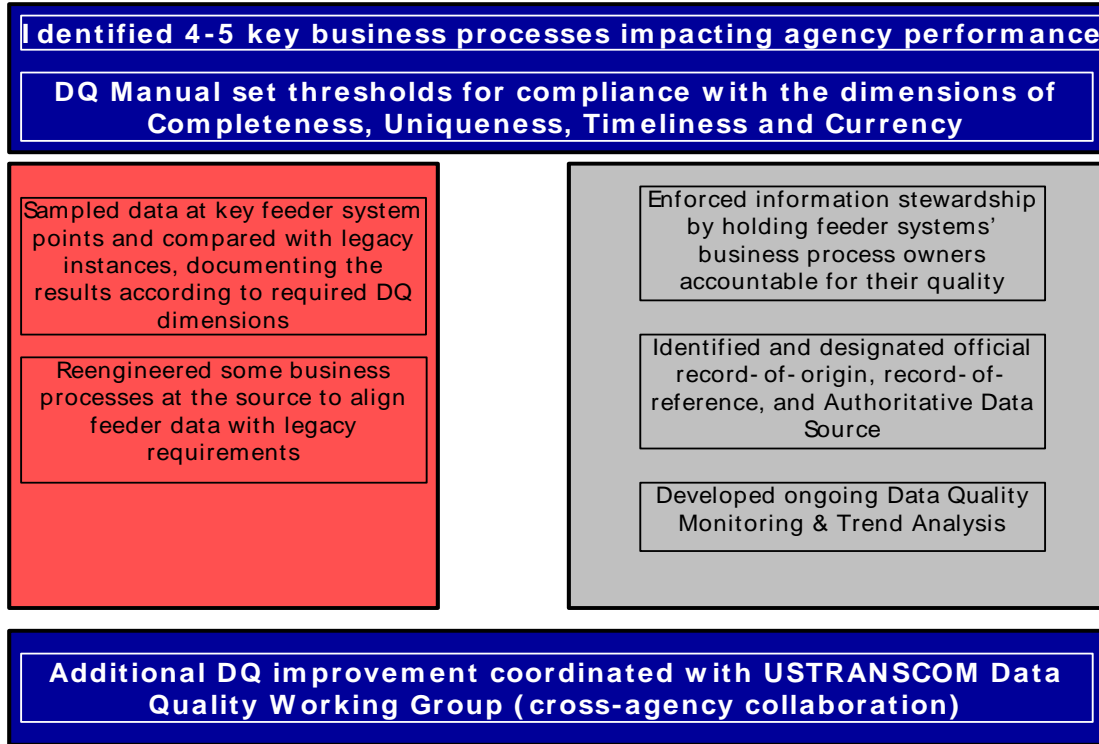 Identified 4-5 key business processes impacting agency performance
DQ Manual set thresholds for compliance with the dimensions of
Completeness, Uniqueness, Timeliness and Currency
Sampled data at key feeder system
points and compared with legacy
instances, documenting the
results according to required DQ
dimensions
Reengineered some business
processes at the source to align
feeder data with legacy
requirements
Enforced information stewardship
by holding feeder systems’
business process owners
accountable for their quality
Identified and designated official
record-of-origin, record-of-
reference, and Authoritative Data
Source
Developed ongoing Data Quality
Monitoring & Trend Analysis
Additional DQ improvement coordinated with USTRANSCOM Data
Quality Working Group (cross-agency collaboration)